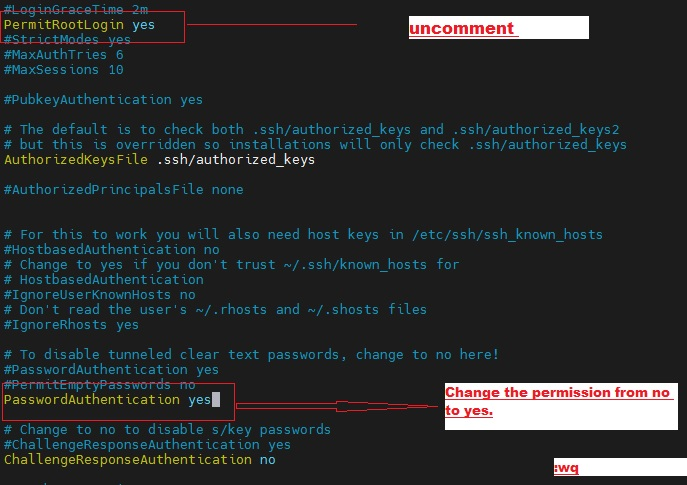 #LoginGraceTime 2m
PermitRootLogin yes
uncomment
#StrictModes yes
#MaxAuthTries 6
#MaxSessions 10
#PubkeyAuthentication yes
# The default is to check both .ssh/authorized_keys and .ssh/authorized_keys2
# but this is overridden so installations will only check .ssh/authorized_keys
AuthorizedKeysFile .ssh/authorized_keys
#AuthorizedPrincipalsFile none
# For this to work you will also need host keys in /etc/ssh/ssh_known_hosts
#HostbasedAuthentication no
# Change to yes if you don't trust ~/.ssh/known_hosts for
# HostbasedAuthentication
#IgnoreUserKnownHosts no
# Don't read the user's ~/.rhosts and ~/.shosts files
#IgnoreRhosts yes
# To disable tunneled clear text passwords, change to no here!
#PasswordAuthentication yes
#PermitEmptyPasswords no
PasswordAuthentication yes
Change the permission from no
to yes.
# Change to no to disable s/key passwords
#ChallengeResponseAuthentication yes
ChallengeResponseAuthentication no
:wq